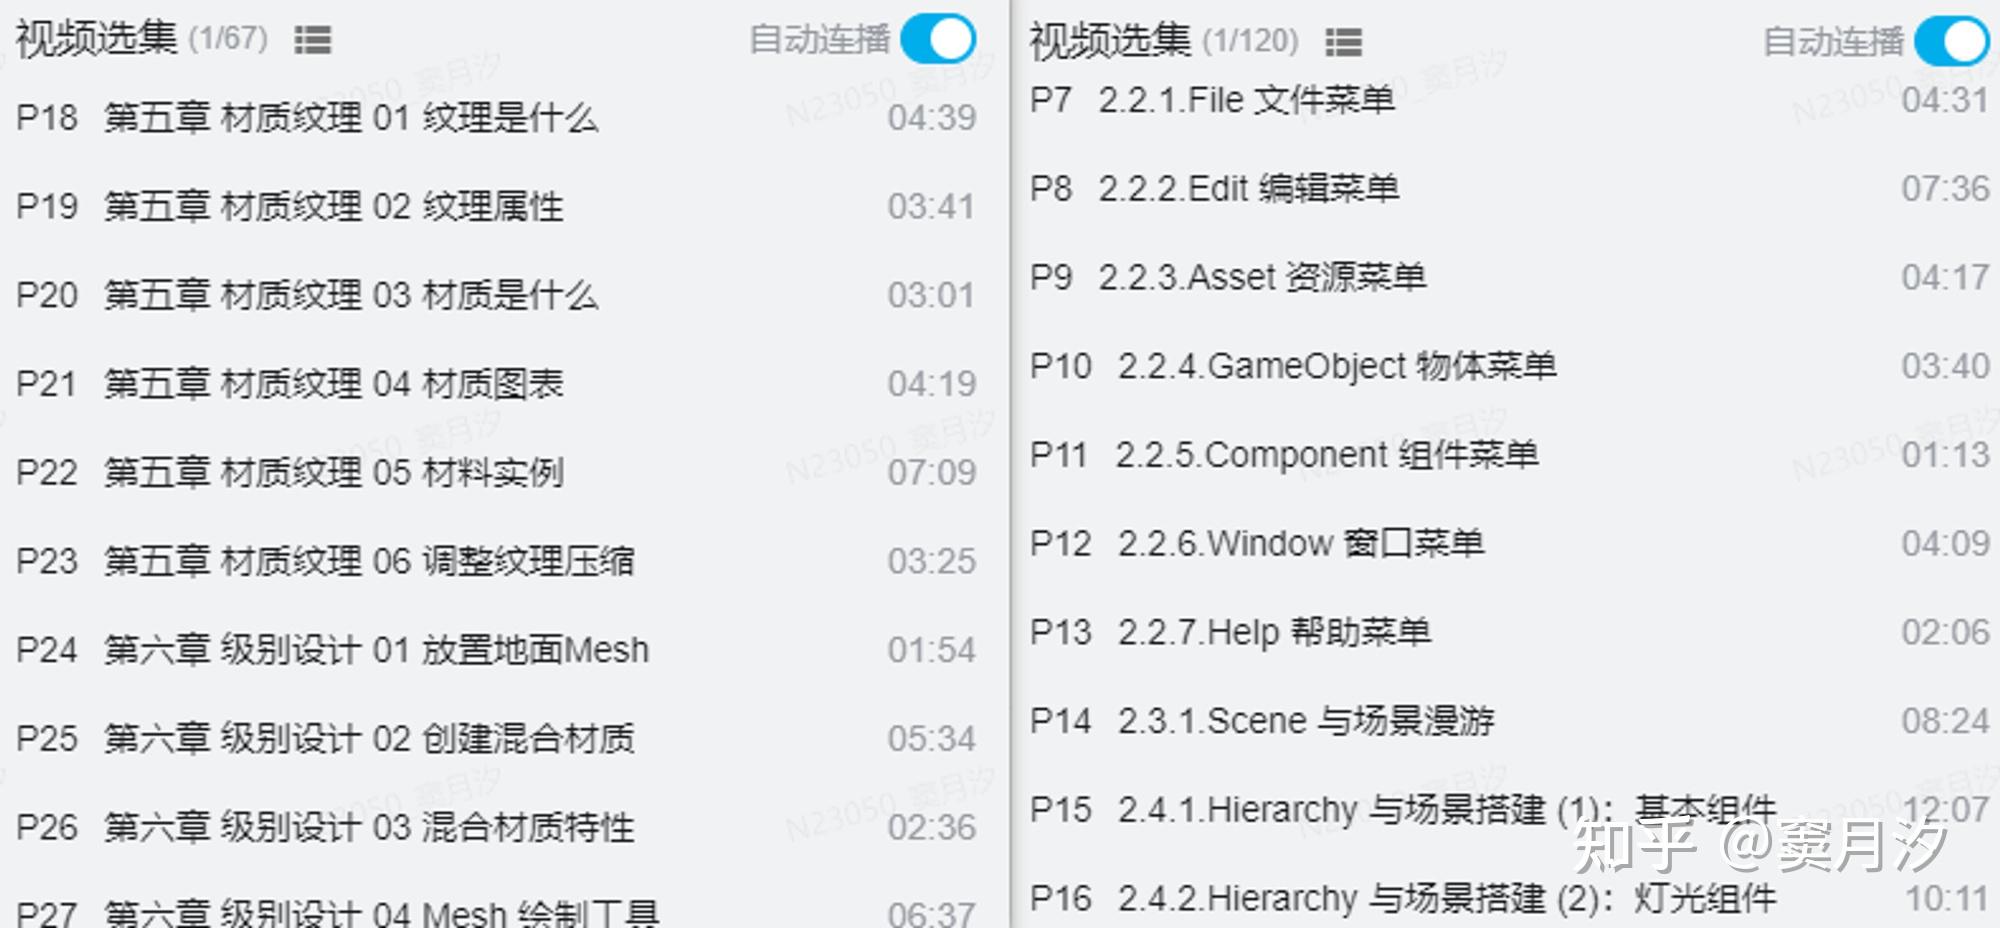 视频选集 (1/67) 自动连播
P18 第五章 材质纹理 01 纹理是什么 04:39
P19 第五章 材质纹理 02 纹理属性 03:41
P20 第五章 材质纹理 03 材质是什么 03:01
P21 第五章 材质纹理 04 材质图表 04:19
P22 第五章 材质纹理 05 材料实例 07:09
P23 第五章 材质纹理 06 调整纹理压缩 03:25
P24 第六章 级别设计 01 放置地面Mesh 01:54
P25 第六章 级别设计 02 创建混合材质 05:34
P26 第六章 级别设计 03 混合材质特性 02:36
P27 第六章 级别设计 04 Mesh 绘制工具 06:37
视频选集 (1/120) 自动连播
P7 2.2.1.File 文件菜单 04:31
P8 2.2.2.Edit 编辑菜单 07:36
P9 2.2.3.Asset 资源菜单 04:17
P10 2.2.4.GameObject 物体菜单 03:40
P11 2.2.5.Component 组件菜单 01:13
P12 2.2.6.Window 窗口菜单 04:09
P13 2.2.7.Help 帮助菜单 02:06
P14 2.3.1.Scene 与场景漫游 08:24
P15 2.4.1.Hierarchy 与场景搭建 (1)：基本组件 12:07
P16 2.4.2.Hierarchy 与场景搭建 (2)：灯光组件 10:11
知乎 @窦月汐
N23050_窦月汐